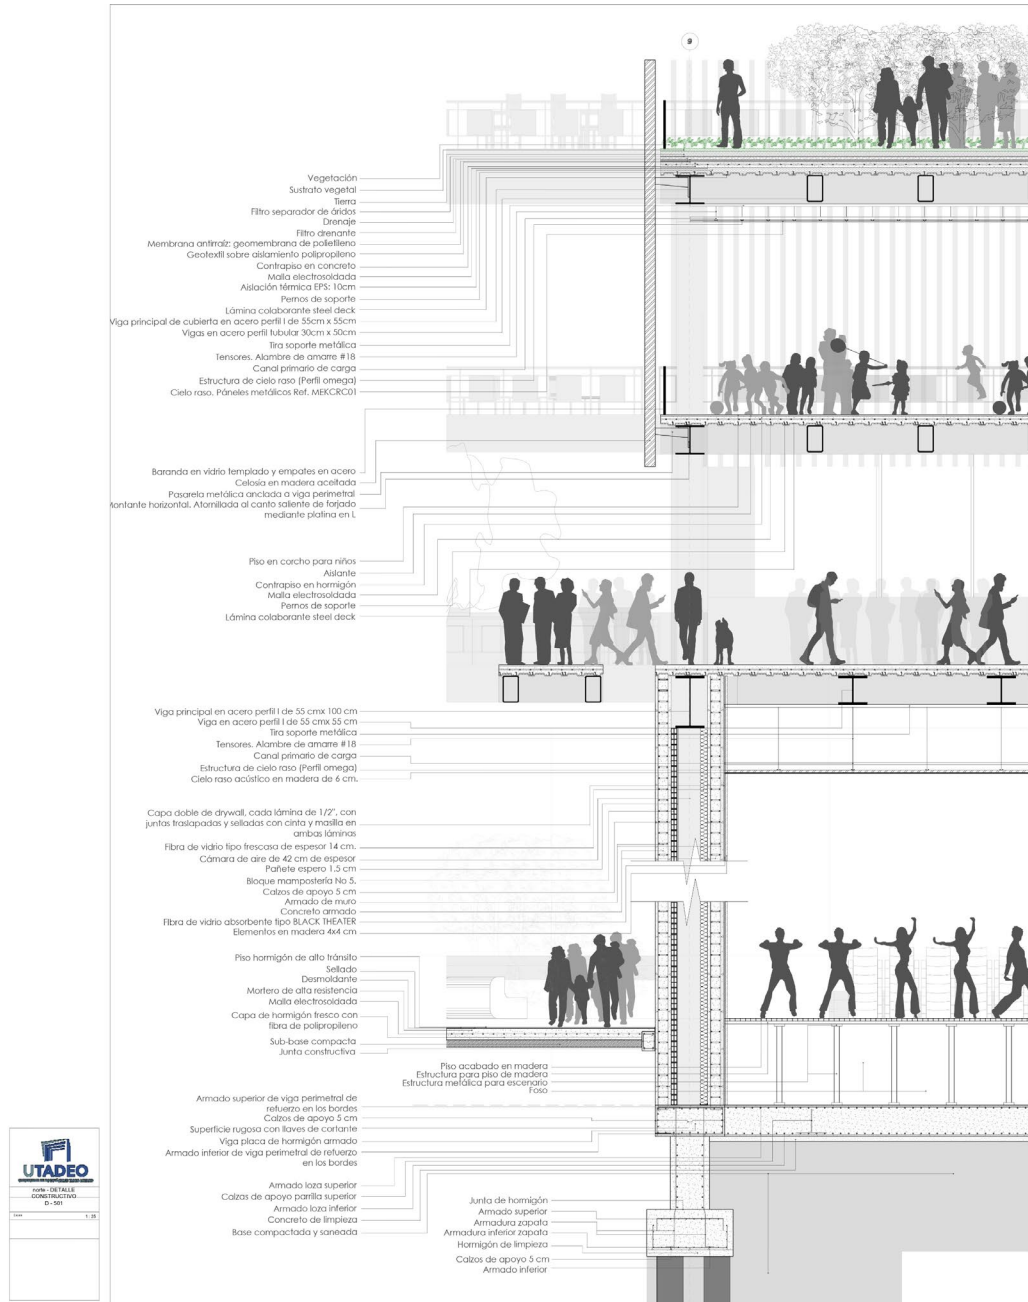 9
Vegetación
Sustrato vegetal
Tierra
Filtro separador de áridos
Drenaje
Filtro drenante
Membrana antirraíz: geomembrana de polietileno
Geotextil sobre aislamiento polipropileno
Contrapiso en concreto
Malla electrosoldada
Aislación térmica EPS: 10cm
Pernos de soporte
Lámina colaborante steel deck
Viga principal de cubierta en acero perfil I de 55cm x 55cm
Vigas en acero perfil tubular 30cm x 50cm
Tira soporte metálica
Tensores. Alambre de amarre #18
Canal primario de carga
Estructura de cielo raso (Perfil omega)
Cielo raso. Páneles metálicos Ref. MEKCRC01
Baranda en vidrio templado y empates en acero
Celosía en madera aceitada
Pasarela metálica anclada a viga perimetral
Montante horizontal. Atornillada al canto saliente de forjado
mediante platina en L
Piso en corcho para niños
Aislante
Contrapiso en hormigón
Malla electrosoldada
Pernos de soporte
Lámina colaborante steel deck
Viga principal en acero perfil I de 55 cmx 100 cm
Viga en acero perfil I de 55 cmx 55 cm
Tira soporte metálica
Tensores. Alambre de amarre #18
Canal primario de carga
Estructura de cielo raso (Perfil omega)
Cielo raso acústico en madera de 6 cm.
Capa doble de drywall, cada lámina de 1/2", con
juntas traslapadas y selladas con cinta y masilla en
ambas láminas
Fibra de vidrio tipo frescasa de espesor 14 cm.
Cámara de aire de 42 cm de espesor
Pañete espero 1,5 cm
Bloque mampostería No 5.
Calzos de apoyo 5 cm
Armado de muro
Concreto armado
Fibra de vidrio absorbente tipo BLACK THEATER
Elementos en madera 4x4 cm
Piso hormigón de alto tránsito
Sellado
Desmoldante
Mortero de alta resistencia
Malla electrosoldada
Capa de hormigón fresco con
fibra de polipropileno
Sub-base compacta
Junta constructiva
Piso acabado en madera
Estructura para piso de madera
Estructura metálica para escenario
Foso
Armado superior de viga perimetral de
refuerzo en los bordes
Calzos de apoyo 5 cm
Superficie rugosa con llaves de cortante
Viga placa de hormigón armado
Armado inferior de viga perimetral de refuerzo
en los bordes
Armado loza superior
Calzas de apoyo parrilla superior
Armado loza inferior
Concreto de limpieza
Base compactada y saneada
Junta de hormigón
Armado superior
Armadura zapata
Armadura inferior zapata
Hormigón de limpieza
Calzos de apoyo 5 cm
Armado inferior
UTADEO
norte - DETALLE
CONSTRUCTIVO
D - 501
1 : 25